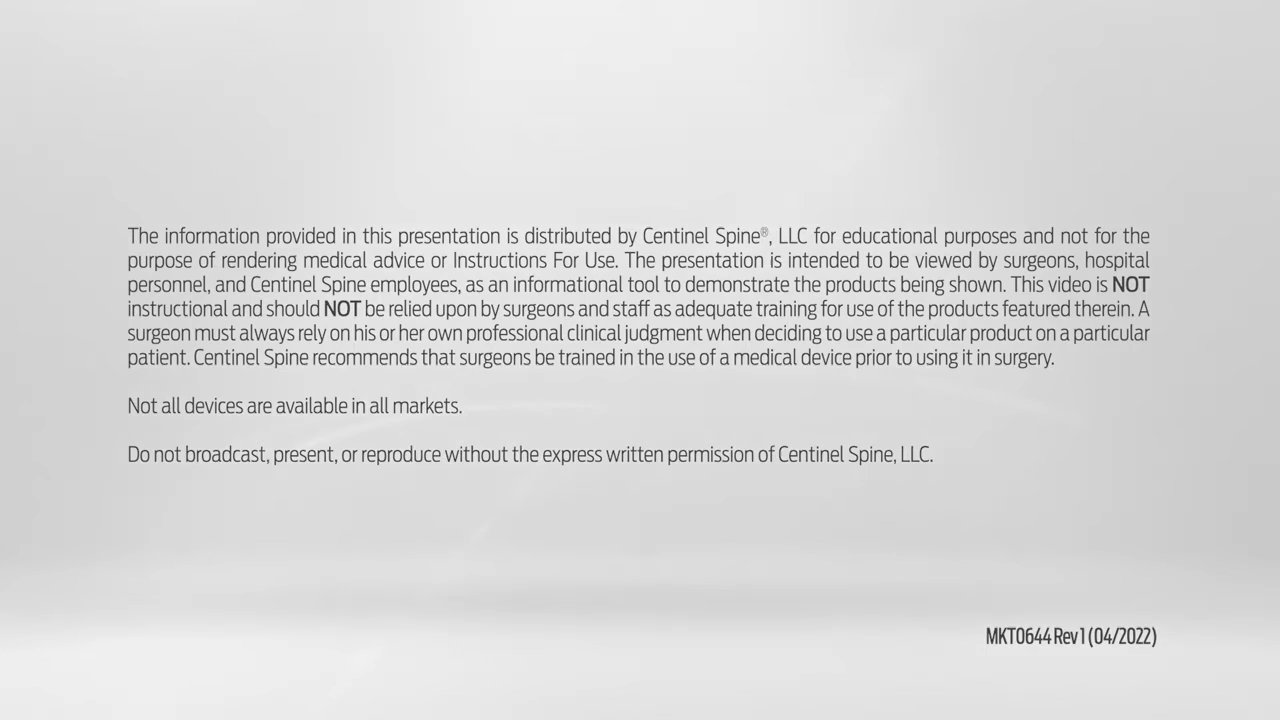 The information provided in this presentation is distributed by Centinel Spine®, LLC for educational purposes and not for the
purpose of rendering medical advice or Instructions For Use. The presentation is intended to be viewed by surgeons, hospital
personnel, and Centinel Spine employees, as an informational tool to demonstrate the products being shown. This video is NOT
instructional and should NOT be relied upon by surgeons and staff as adequate training for use of the products featured therein. A
surgeon must always rely on his or her own professional clinical judgment when deciding to use a particular product on a particular
patient. Centinel Spine recommends that surgeons be trained in the use of a medical device prior to using it in surgery.
Not all devices are available in all markets.
Do not broadcast, present, or reproduce without the express written permission of Centinel Spine, LLC.
MKT0644 Rev 1 (04/2022)